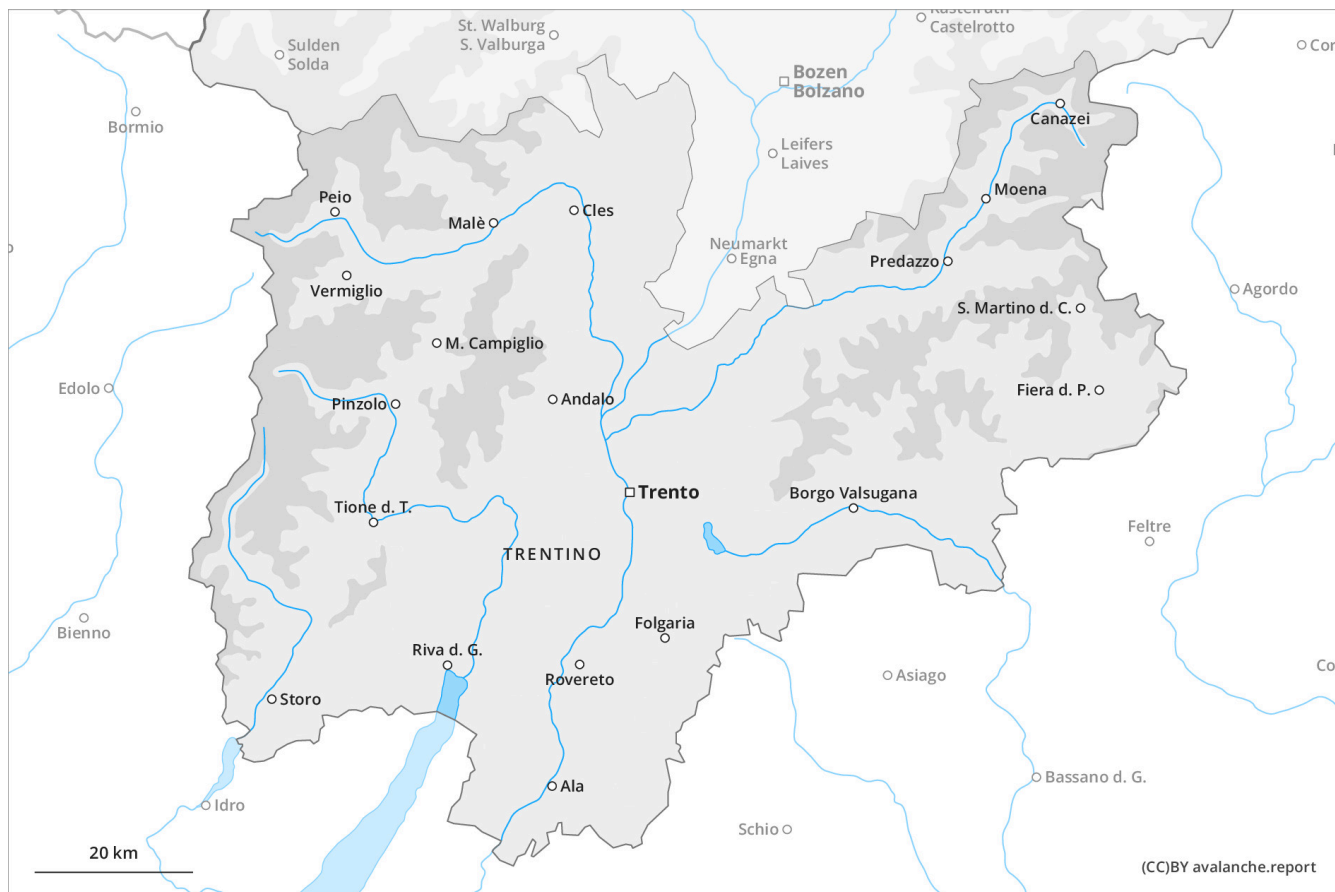 Kastelruth
Castelrotto
St. Walburg
S. Valburga
Sulden
Solda
Cor
Bozen
Bolzano
Bormio
Canazei
Leifers
Laives
Peio
Moena
Malè
Cles
Neumarkt
Egna
Predazzo
Vermiglio
Agordo
S. Martino d. C.
M. Campiglio
Edolo
Fiera d. P.
Pinzolo
Andalo
Trento
Borgo Valsugana
Tione d. T.
Feltre
TRENTINO
Bienno
Folgaria
Riva d. G.
Rovereto
Asiago
Co
Storo
Bassano d. G.
Ala
Idro
Schio
20 km
(CC)BY avalanche.report